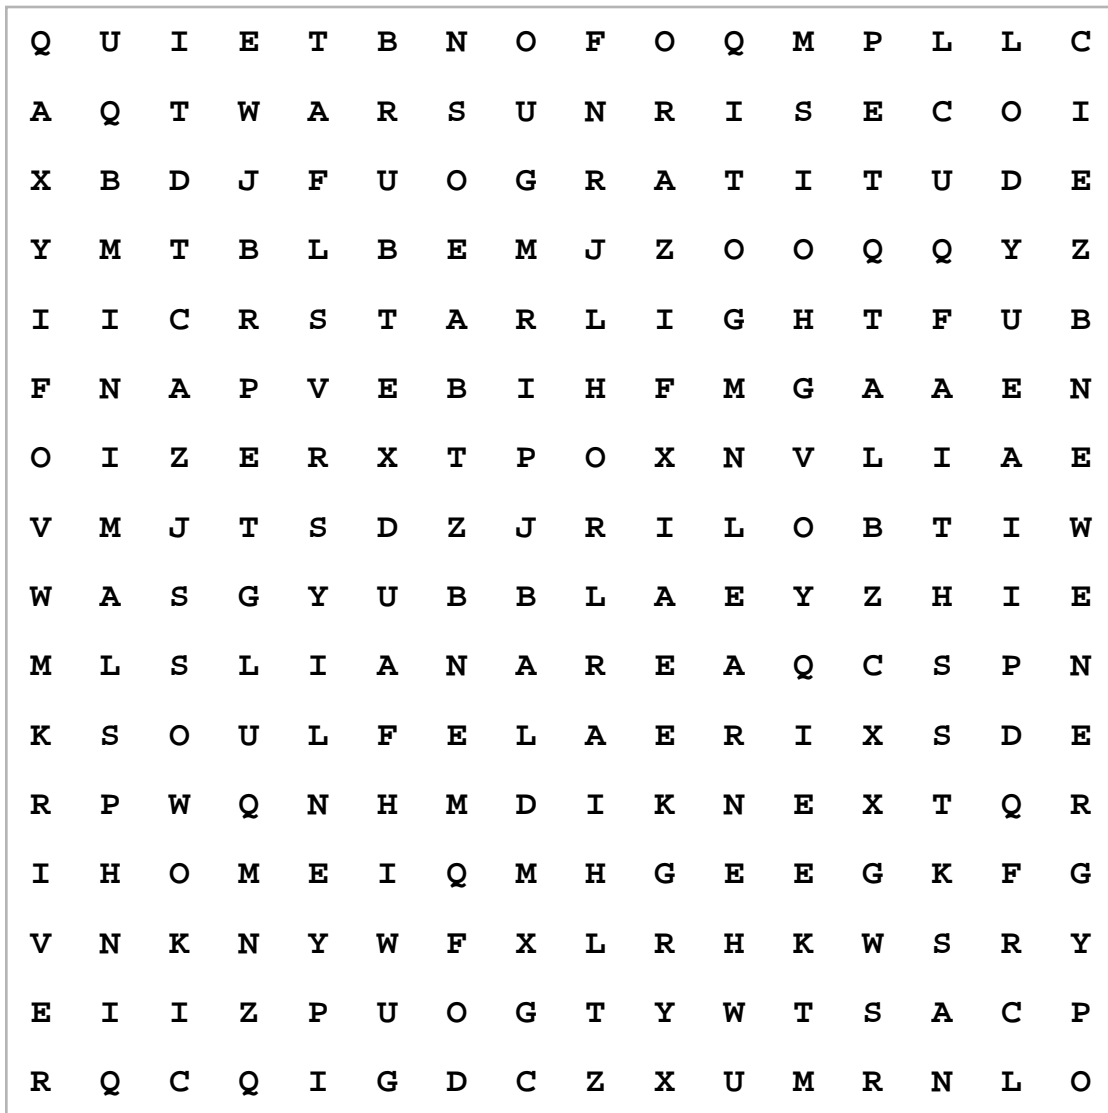 Q U I E T B N O F O Q M P L L C
A Q T W A R S U N R I S E C O I
X B D J F U O G R A T I T U D E
Y M T B L B E M J Z O O Q Q Y Z
I I C R S T A R L I G H T F U B
F N A P V E B I H F M G A A E N
O I Z E R X T P O X N V L I A E
V M J T S D Z J R I L O B T I W
W A S G Y U B B L A E Y Z H I E
M L S L I A N A R E A Q C S P N
K S O U L F E L A E R I X S D E
R P W Q N H M D I K N E X T Q R
I H O M E I Q M H G E E G K F G
V N K N Y W F X L R H K W S R Y
E I I Z P U O G T Y W T S A C P
R Q C Q I G D C Z X U M R N L O